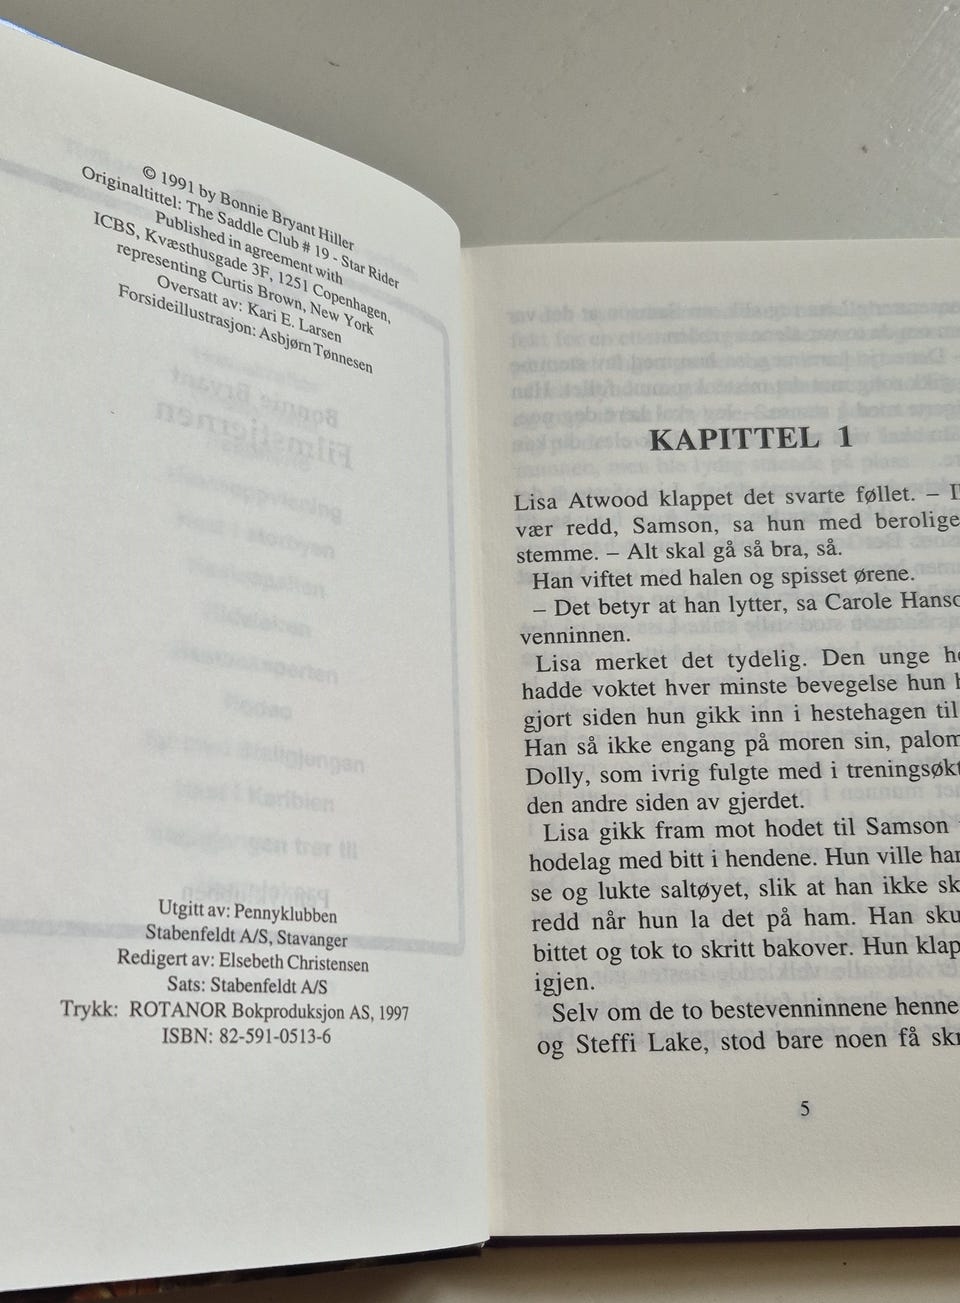 © 1991 by Bonnie Bryant Hiller
Originaltittel: The Saddle Club # 19 - Star Rider
Published in agreement with
ICBS, Kvæsthusgade 3F, 1251 Copenhagen,
representing Curtis Brown, New York
Oversatt av: Kari E. Larsen
Forsideillustrasjon: Asbjørn Tønnesen
Utgitt av: Pennyklubben
Stabenfeldt A/S, Stavanger
Redigert av: Elsebeth Christensen
Sats: Stabenfeldt A/S
Trykk: ROTANOR Bokproduksjon AS, 1997
ISBN: 82-591-0513-6
KAPITTEL 1
Lisa Atwood klappet det svarte føllet. –
vær redd, Samson, sa hun med berolige
stemme. – Alt skal gå så bra, så.
Han viftet med halen og spisset ørene.
– Det betyr at han lytter, sa Carole Hanso
venninnen.
Lisa merket det tydelig. Den unge he
hadde voktet hver minste bevegelse hun h
gjort siden hun gikk inn i hestehagen til
Han så ikke engang på moren sin, palom
Dolly, som ivrig fulgte med i treningsøkt
den andre siden av gjerdet.
Lisa gikk fram mot hodet til Samson
hodelag med bitt i hendene. Hun ville han
se og lukte saltøyet, slik at han ikke sk
redd når hun la det på ham. Han sku
bittet og tok to skritt bakover. Hun klap
igjen.
Selv om de to bestevenninnene henne
og Steffi Lake, stod bare noen få skr
5